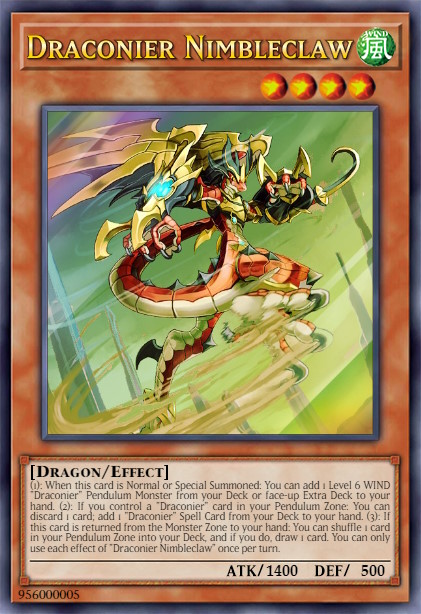 Draconier Nimbleclaw
WIND
風
[Dragon/Effect]
(1): When this card is Normal or Special Summoned: You can add 1 Level 6 WIND
"Draconier" Pendulum Monster from your Deck or face-up Extra Deck to your
hand. (2): If you control a "Draconier" card in your Pendulum Zone: You can
discard 1 card; add 1 "Draconier" Spell Card from your Deck to your hand. (3): If
this card is returned from the Monster Zone to your hand: You can shuffle 1 card
in your Pendulum Zone into your Deck, and if you do, draw 1 card. You can only
use each effect of "Draconier Nimbleclaw" once per turn.
ATK/1400 DEF/ 500
956000005